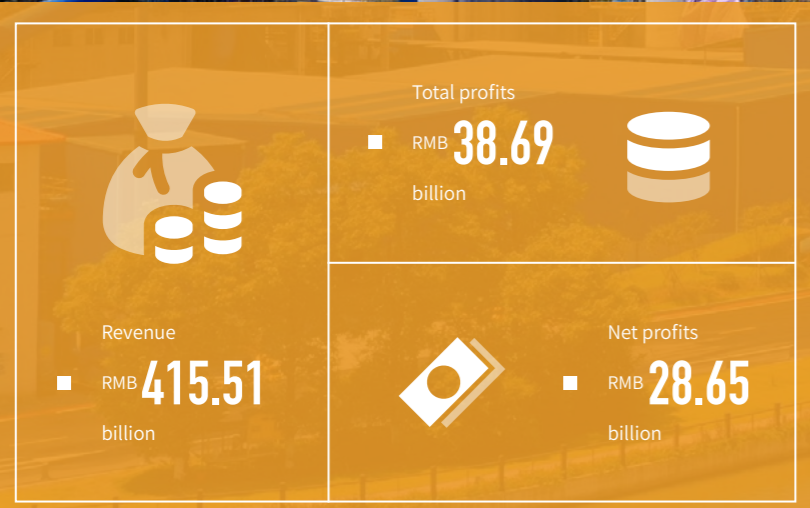 Total profits
RMB 38.69
billion
Revenue
RMB 415.51
billion
Net profits
RMB 28.65
billion